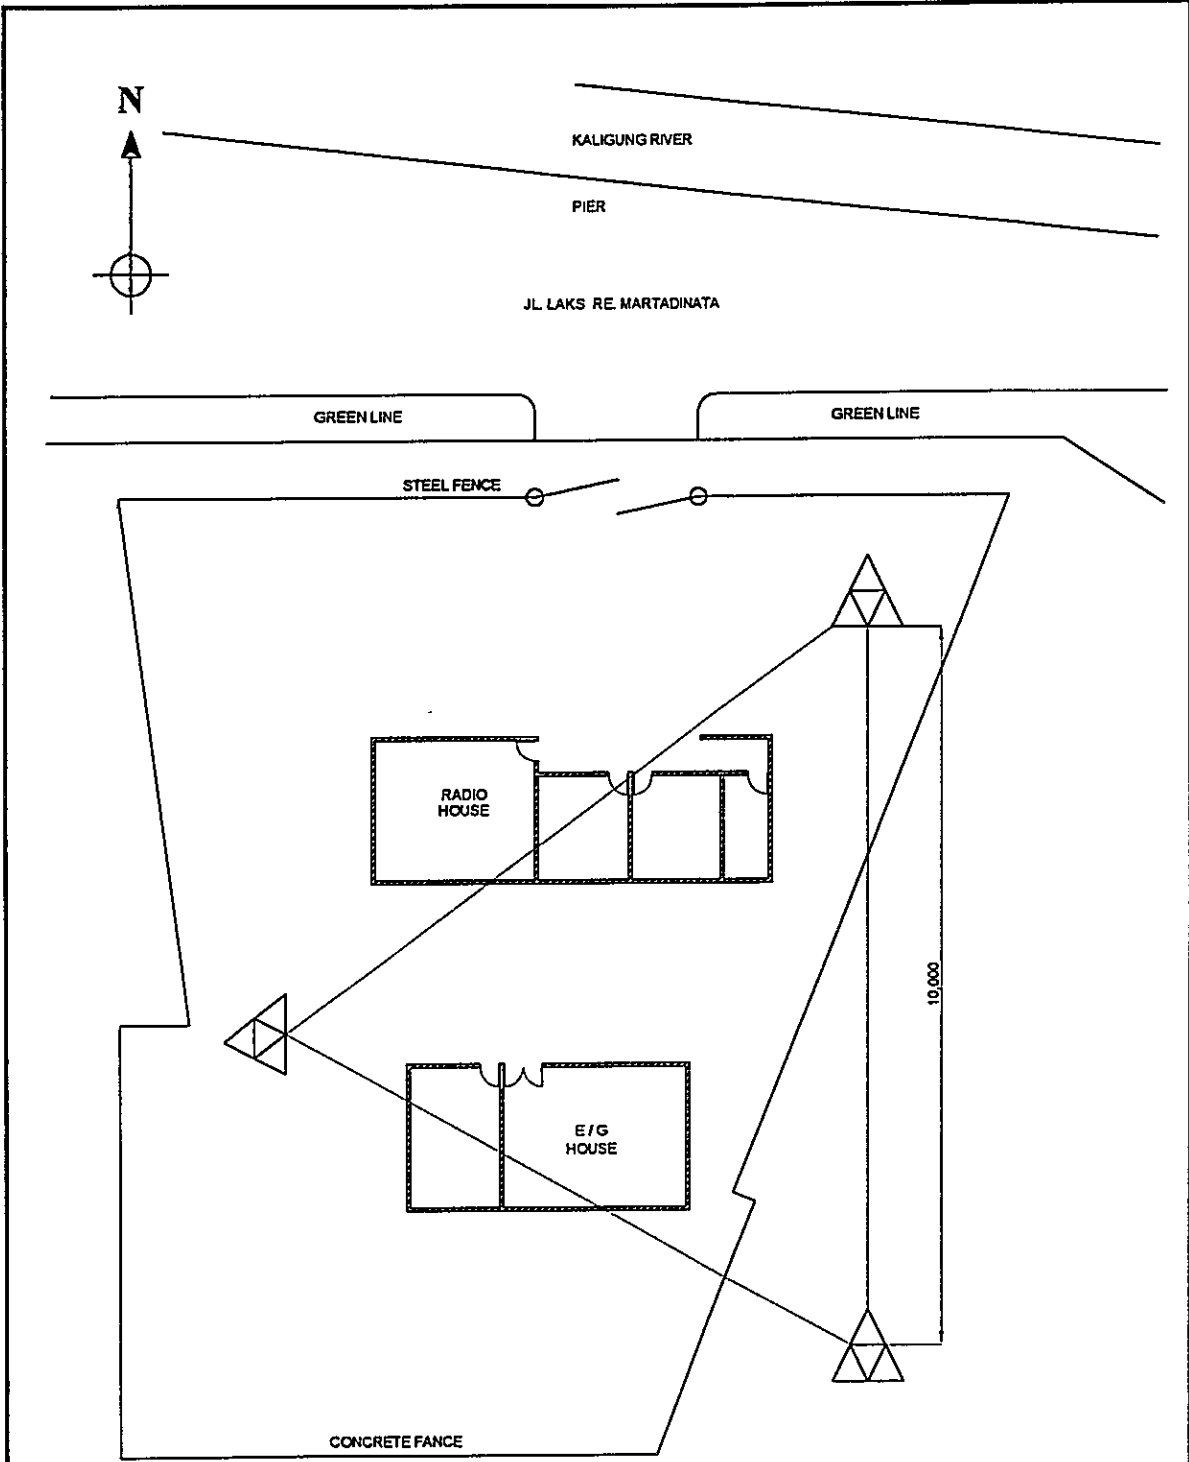 N
KALIGUNG RIVER
PIER
JL. LAKS RE. MARTADINATA
GREEN LINE
GREEN LINE
STEEL FENCE
RADIO
HOUSE
10,000
E / G
HOUSE
CONCRETE FANCE